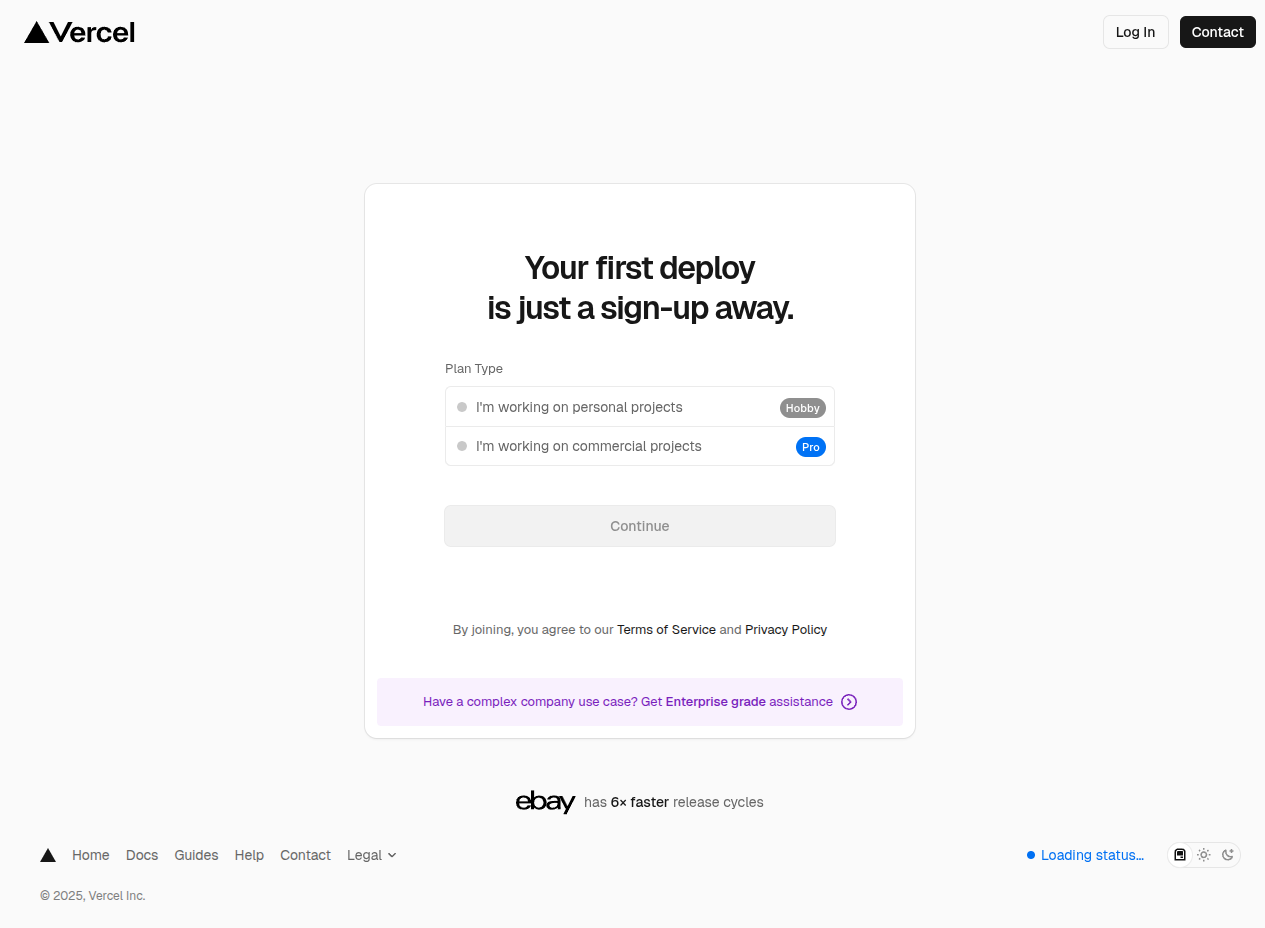 Vercel
Log In
Contact
Your first deploy
is just a sign-up away.
Plan Type
I'm working on personal projects
Hobby
I'm working on commercial projects
Pro
Continue
By joining, you agree to our Terms of Service and Privacy Policy
Have a complex company use case? Get Enterprise grade assistance
ebay has 6× faster release cycles
Home
Docs
Guides
Help
Contact
Legal
Loading status…
© 2025, Vercel Inc.